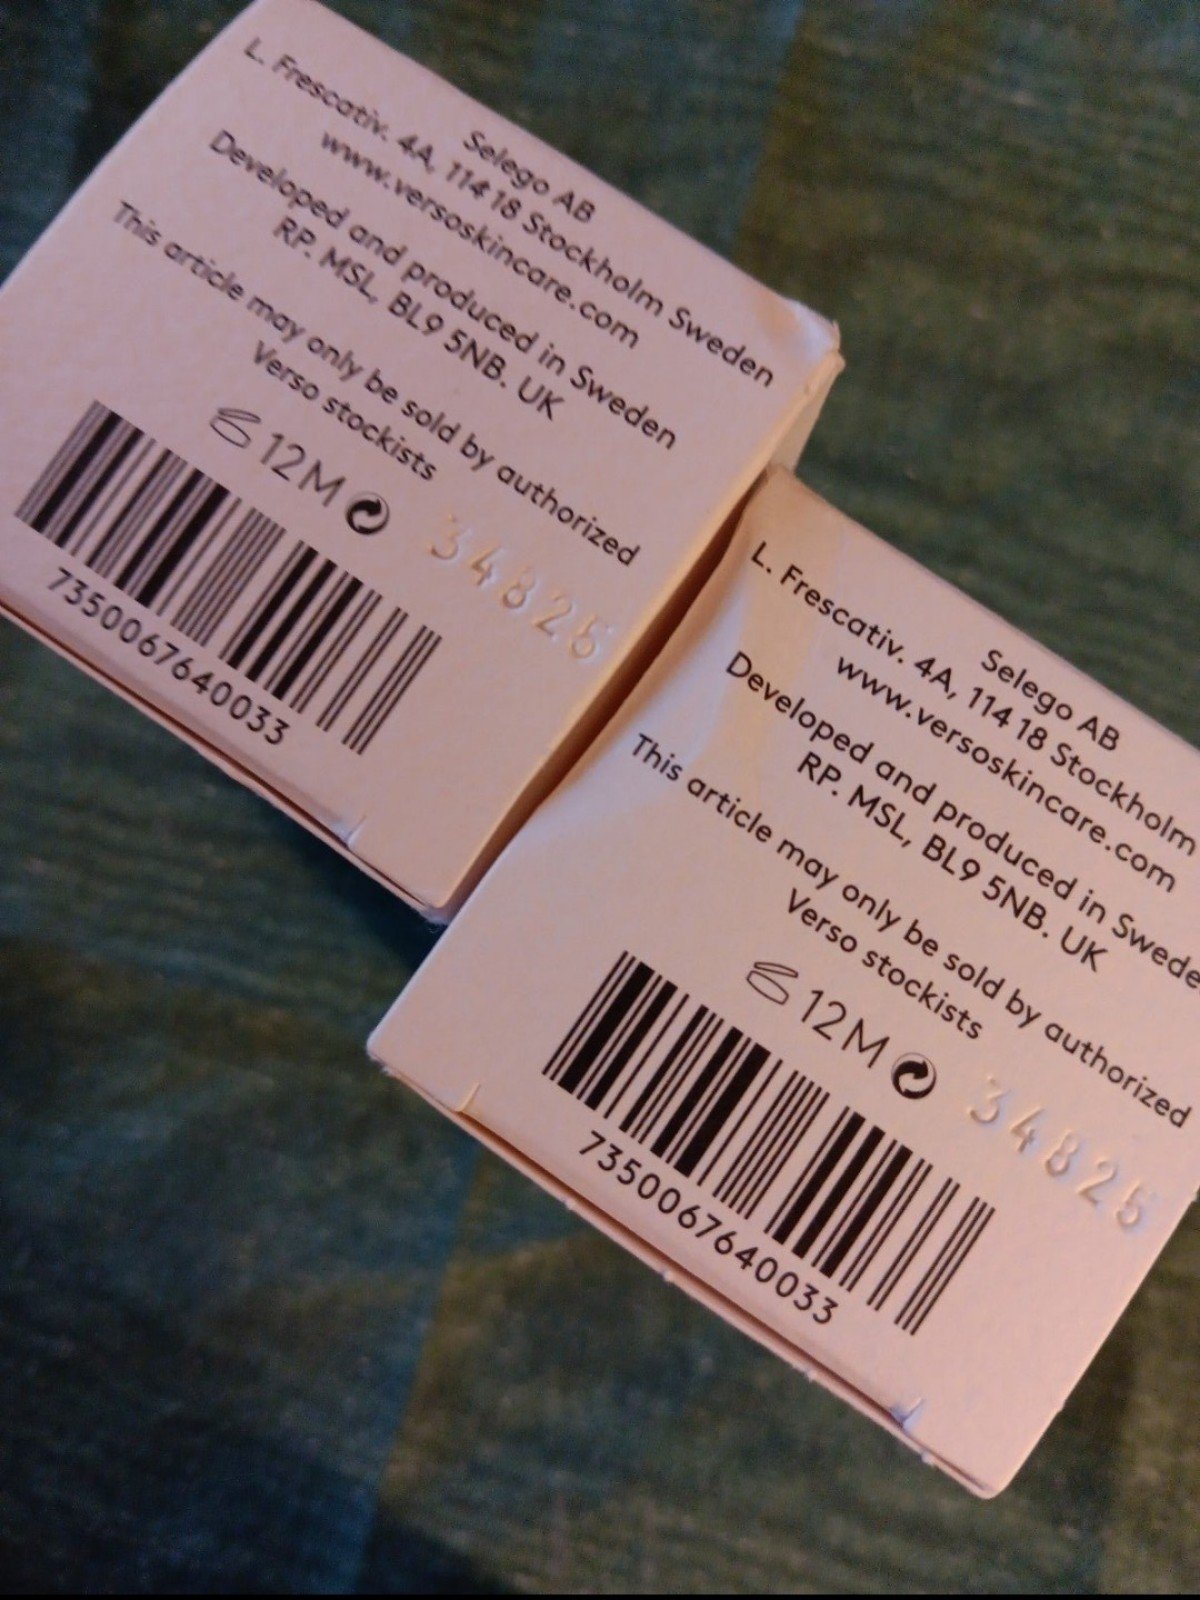 Selego AB
L. Frescativ. 4A, 114 18 Stockholm Sweden
www.versoskincare.com
Developed and produced in Sweden
RP. MSL, BL9 5NB. UK
This article may only be sold by authorized
Verso stockists
12M
34825
7350067640033
Selego AB
L. Frescativ. 4A, 114 18 Stockholm
www.versoskincare.com
Developed and produced in Swede
RP. MSL, BL9 5NB. UK
This article may only be sold by authorized
Verso stockists
12M
34825
7350067640033